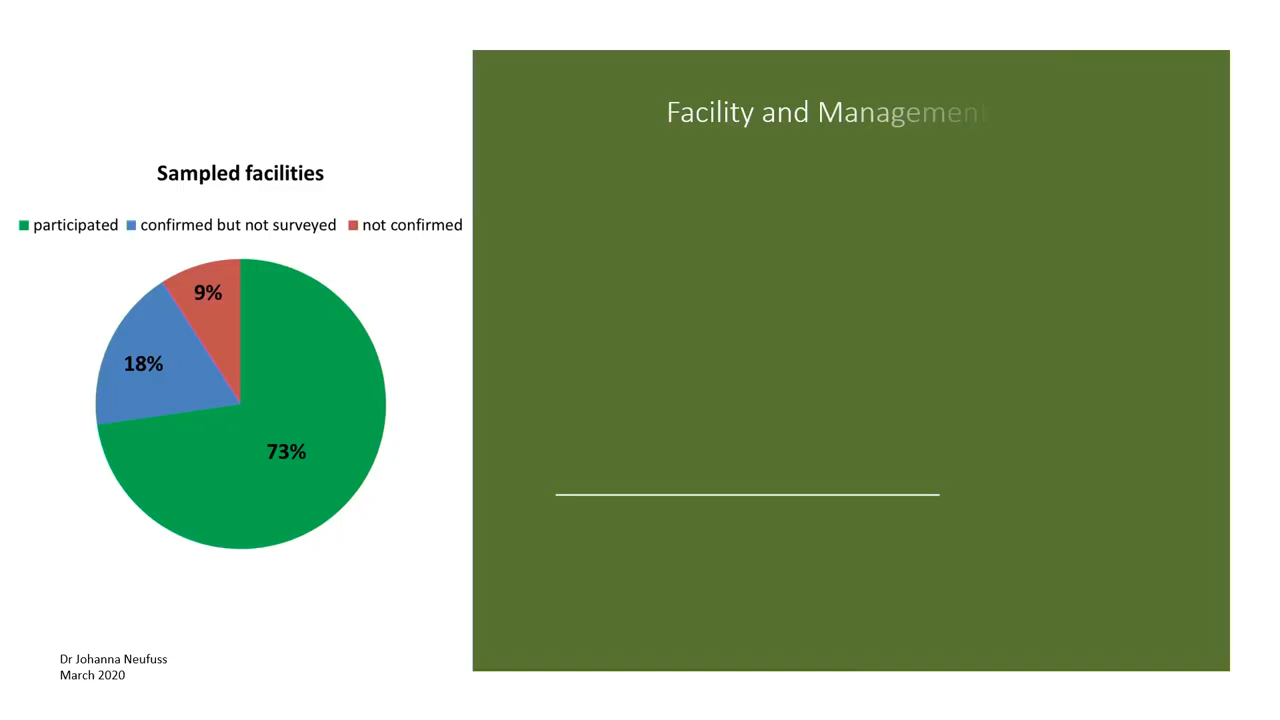 Facility and Management
Sampled facilities
participated confirmed but not surveyed not confirmed
9%
18%
73%
Dr Johanna Neufuss
March 2020